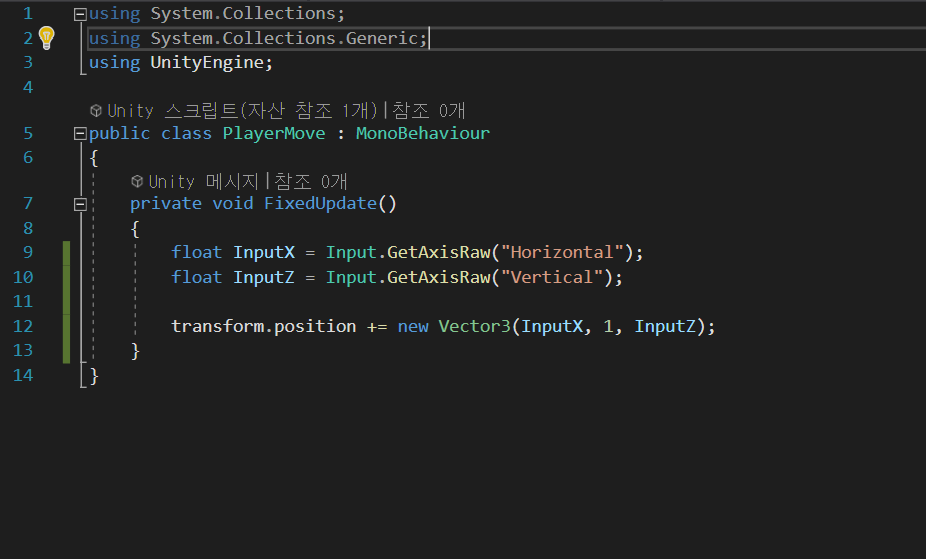 1 using System.Collections;
2 using System.Collections.Generic;
3 using UnityEngine;
4
Unity 스크립트(자산 참조 1개)|참조 0개
5 public class PlayerMove : MonoBehaviour
6 {
Unity 메시지|참조 0개
7 private void FixedUpdate()
8 {
9 float InputX = Input.GetAxisRaw("Horizontal");
10 float InputZ = Input.GetAxisRaw("Vertical");
11
12 transform.position += new Vector3(InputX, 1, InputZ);
13 }
14 }